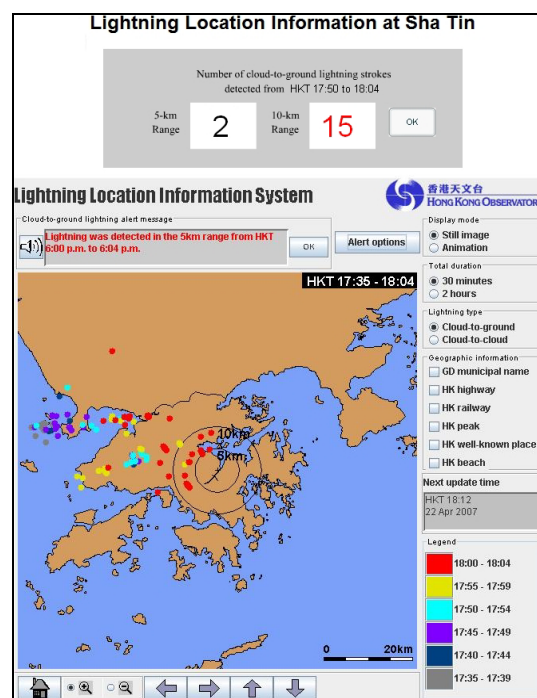 Lightning Location Information at Sha Tin
Number of cloud-to-ground lightning strokes
detected from HKT 17:50 to 18:04
5-km Range
2
10-km Range
15
OK
Lightning Location Information System
香港天文台
HONG KONG OBSERVATOR
Cloud-to-ground lightning alert message
Lightning was detected in the 5km range from HKT
6:00 p.m. to 6:04 p.m.
OK
Alert options
Display mode
Still image
Animation
Total duration
30 minutes
2 hours
Lightning type
Cloud-to-ground
Cloud-to-cloud
Geographic information
GD municipal name
HK highway
HK railway
HK peak
HK well-known place
HK beach
Next update time
HKT 18:12
22 Apr 2007
Legend
18:00 - 18:04
17:55 - 17:59
17:50 - 17:54
17:45 - 17:49
17:40 - 17:44
17:35 - 17:39
HKT 17:35 - 18:04
10km
5km
0 20km